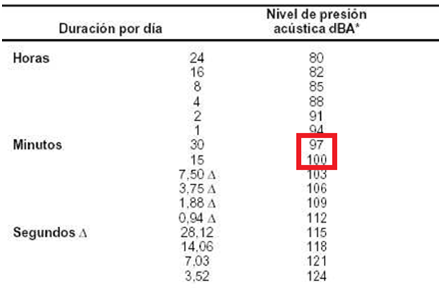 Duración por día Nivel de presión acústica dBA*
Horas 24 80
16 82
8 85
4 88
2 91
1 94
Minutos 30 97
15 100
7,50 Δ 103
3,75 Δ 106
1,88 Δ 109
0,94 Δ 112
Segundos Δ 28,12 115
14,06 118
7,03 121
3,52 124